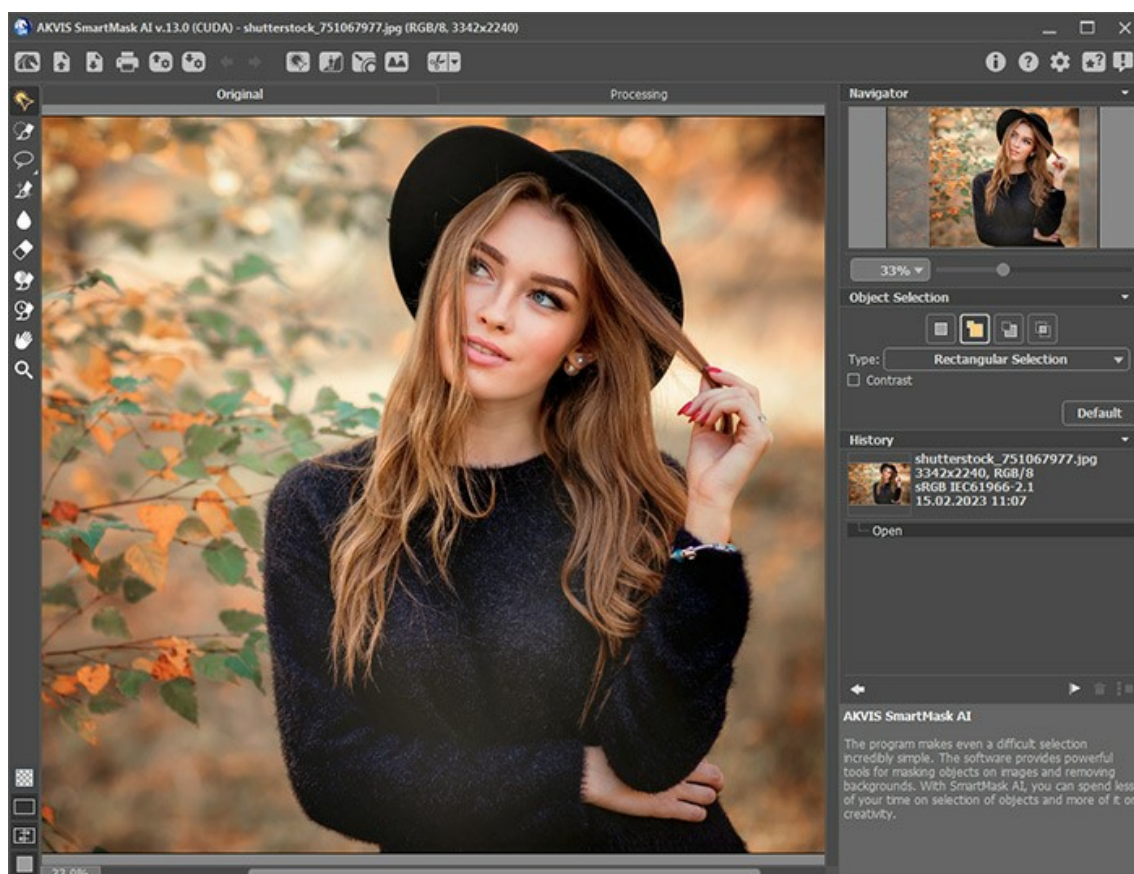 AKVIS SmartMask AI v.13.0 (CUDA) - shutterstock_751067977.jpg (RGB/8, 3342x2240)
Original
Processing
Navigator
33%
Object Selection
Type:
Rectangular Selection
Contrast
Default
History
shutterstock_751067977.jpg
3342x2240, RGB/8
sRGB IEC61966-2.1
15.02.2023 11:07
Open
AKVIS SmartMask AI
The program makes even a difficult selection
incredibly simple. The software provides powerful
tools for masking objects on images and removing
backgrounds. With SmartMask AI, you can spend less
of your time on selection of objects and more of it on
creativity.